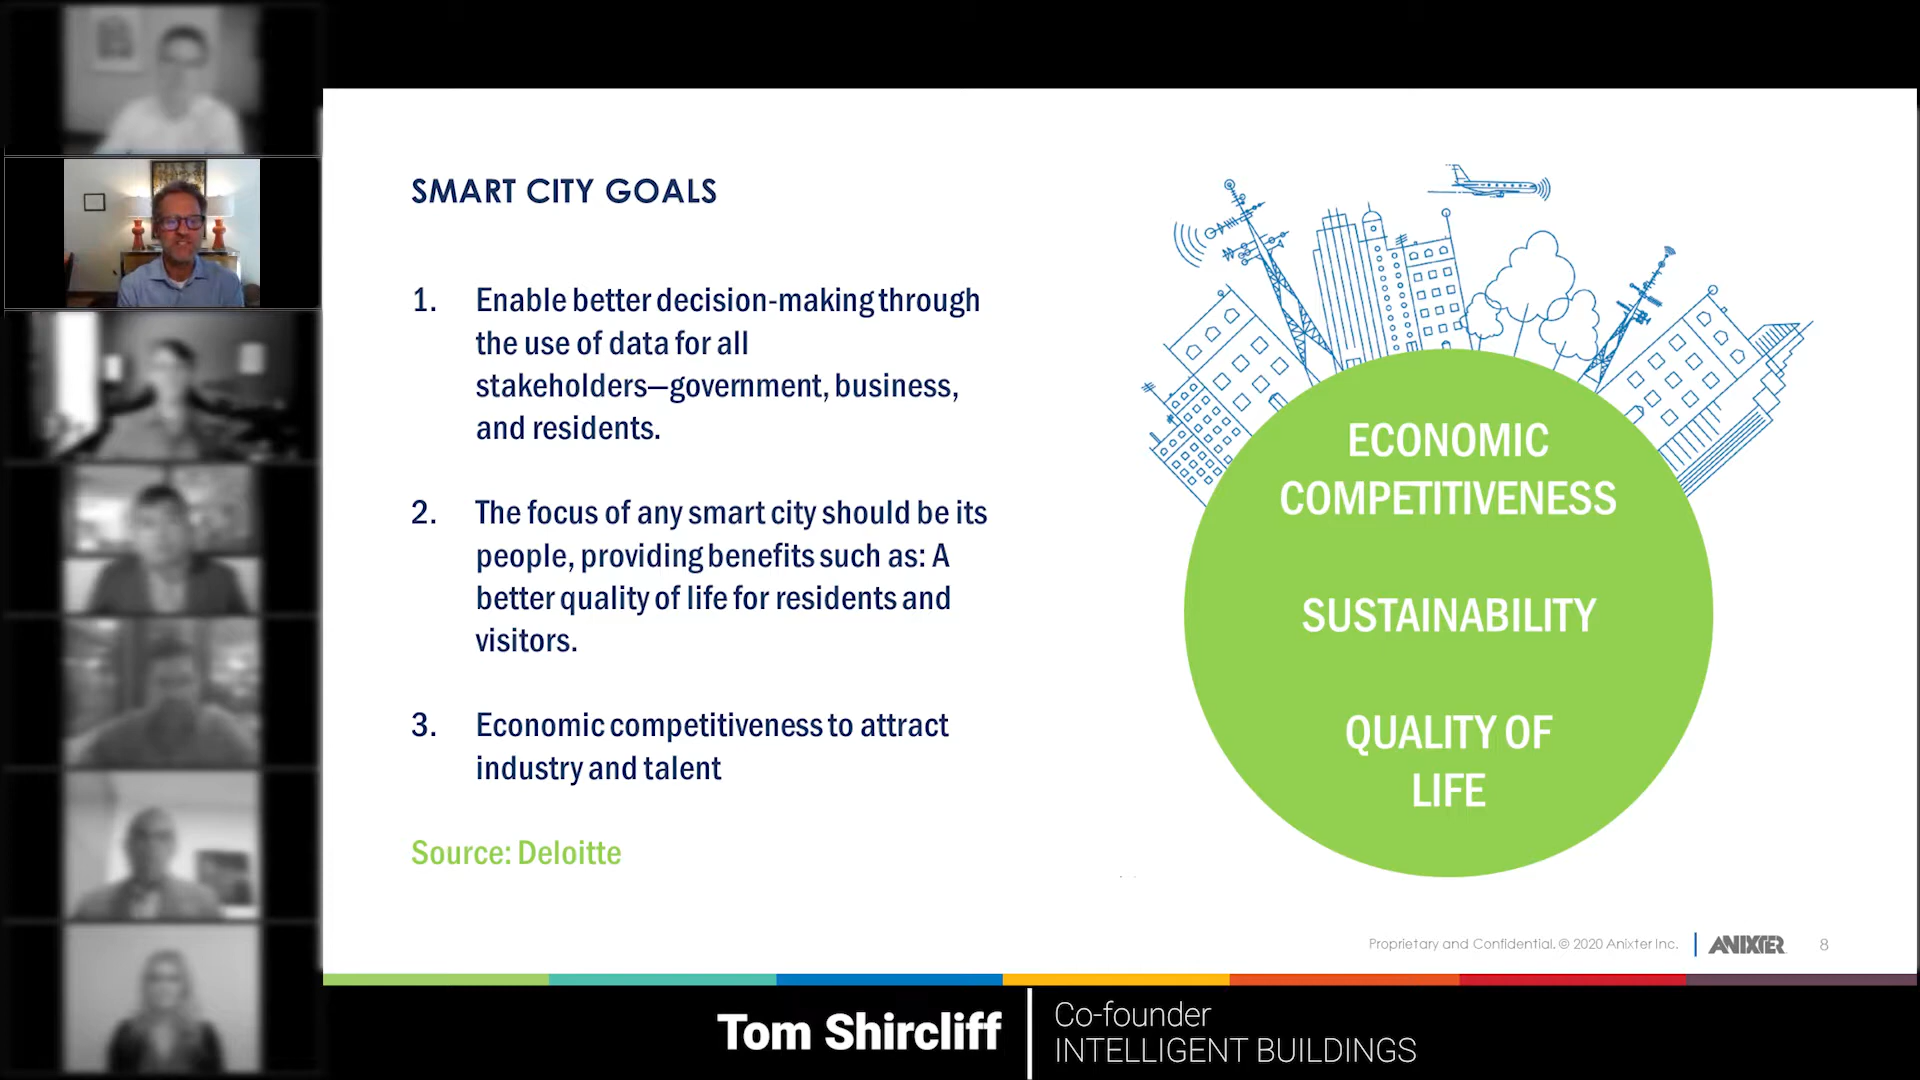 SMART CITY GOALS
1. Enable better decision-making through
the use of data for all
stakeholders—government, business,
and residents.
2. The focus of any smart city should be its
people, providing benefits such as: A
better quality of life for residents and
visitors.
3. Economic competitiveness to attract
industry and talent
Source: Deloitte
ECONOMIC
COMPETITIVENESS
SUSTAINABILITY
QUALITY OF
LIFE
Proprietary and Confidential. © 2020 Anixter Inc. ANIXTER 8
Tom Shircliff
Co-founder
INTELLIGENT BUILDINGS